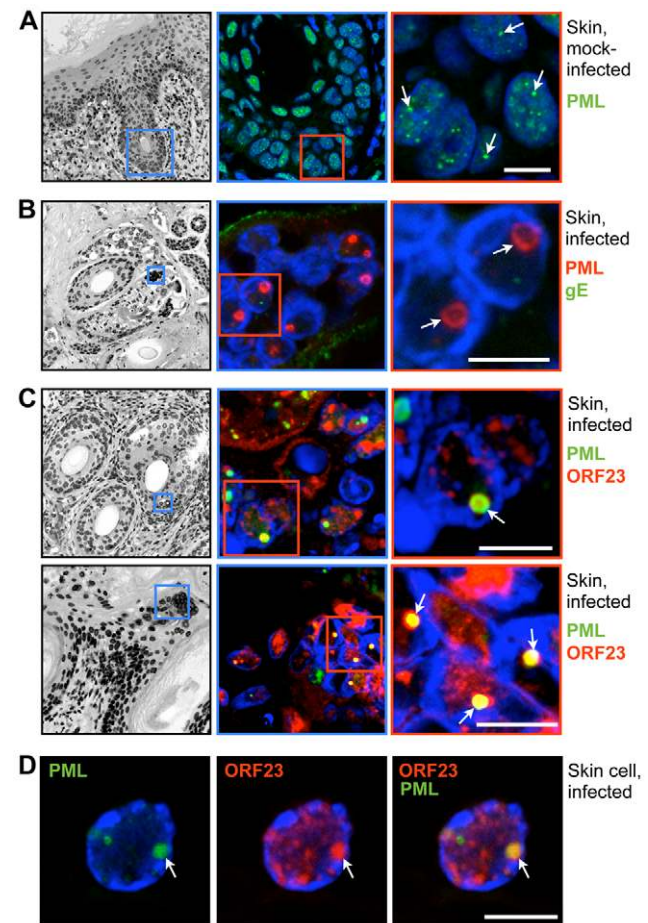 A
Skin,
mock-
infected
PML
B
Skin,
infected
PML
gE
C
Skin,
infected
PML
ORF23
Skin,
infected
PML
ORF23
D
PML
ORF23
ORF23
PML
Skin cell,
infected